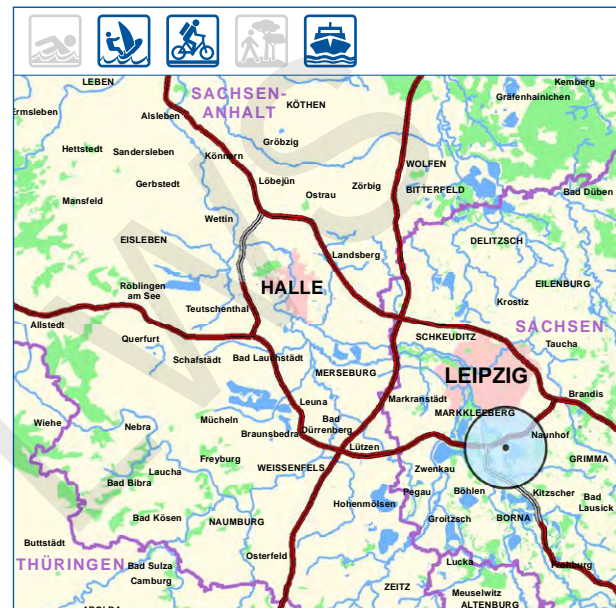 LEBEN
Kemberg
SACHSEN-
ANHALT
Gräfenhainichen
KÖTHEN
Ermsleben
Alsleben
Gröbzig
Hettstedt
Sandersleben
Könnern
WOLFEN
Löbejün
Zörbig
BITTERFELD
Gerbstedt
Bad Düben
Ostrau
Mansfeld
Wettin
EISLEBEN
DELITZSCH
Landsberg
Röblingen
am See
HALLE
EILENBURG
Krostiz
Teutschenthal
Allstedt
SACHSEN
Querfurt
SCHKEUDITZ
Taucha
Schafstädt
Bad Lauchstädt
MERSEBURG
LEIPZIG
Brandis
Leuna
Markranstädt
Wiehe
Mücheln
Bad
Dürrenberg
MARKKLEEBERG
Nebra
Braunsbedra
Naunhof
Lützen
Freyburg
GRIMMA
Laucha
WEISSENFELS
Zwenkau
Bad Bibra
Pegau
Böhlen
Kitzscher
Bad
Lausick
Hohenmölsen
Bad Kösen
NAUMBURG
Groitzsch
BORNA
Buttstädt
Osterfeld
THÜRINGEN
Bad Sulza
Lucka
Frohburg
Camburg
ZEITZ
Meuselwitz
ALTENBURG
APOLDA